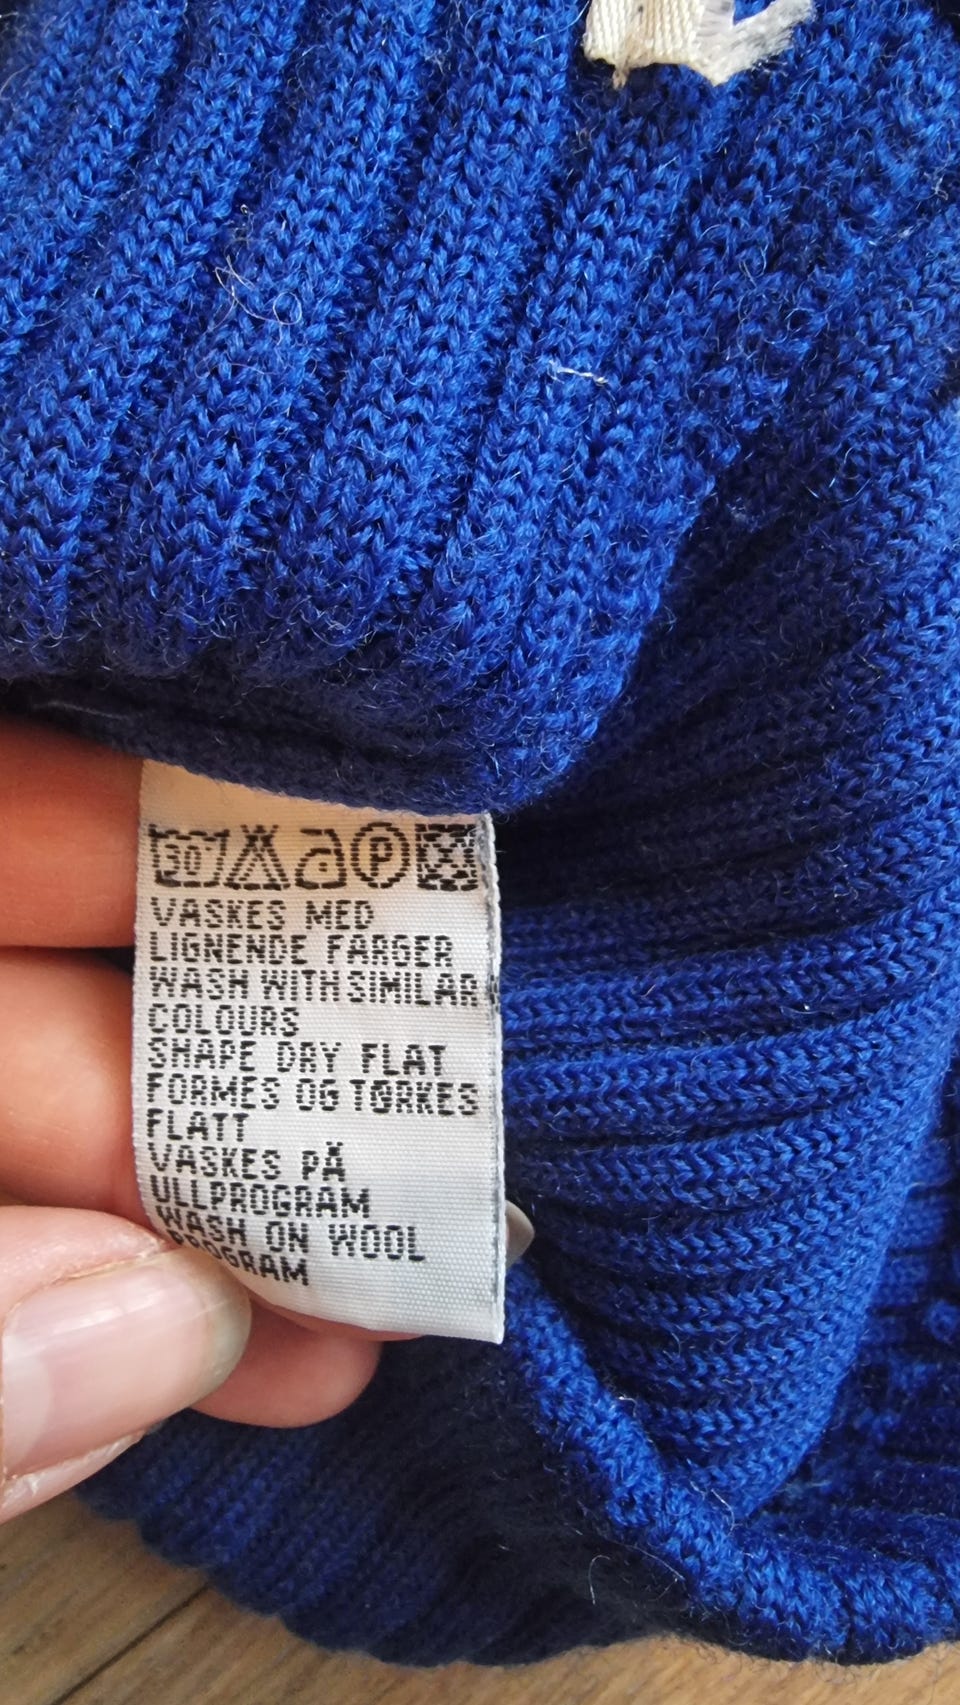 30 P
VASKES MED
LIGNENDE FARGER
WASH WITH SIMILAR
COLOURS
SHAPE DRY FLAT
FORMES OG TØRKES
FLATT
VASKES PÅ
ULLPROGRAM
WASH ON WOOL
PROGRAM